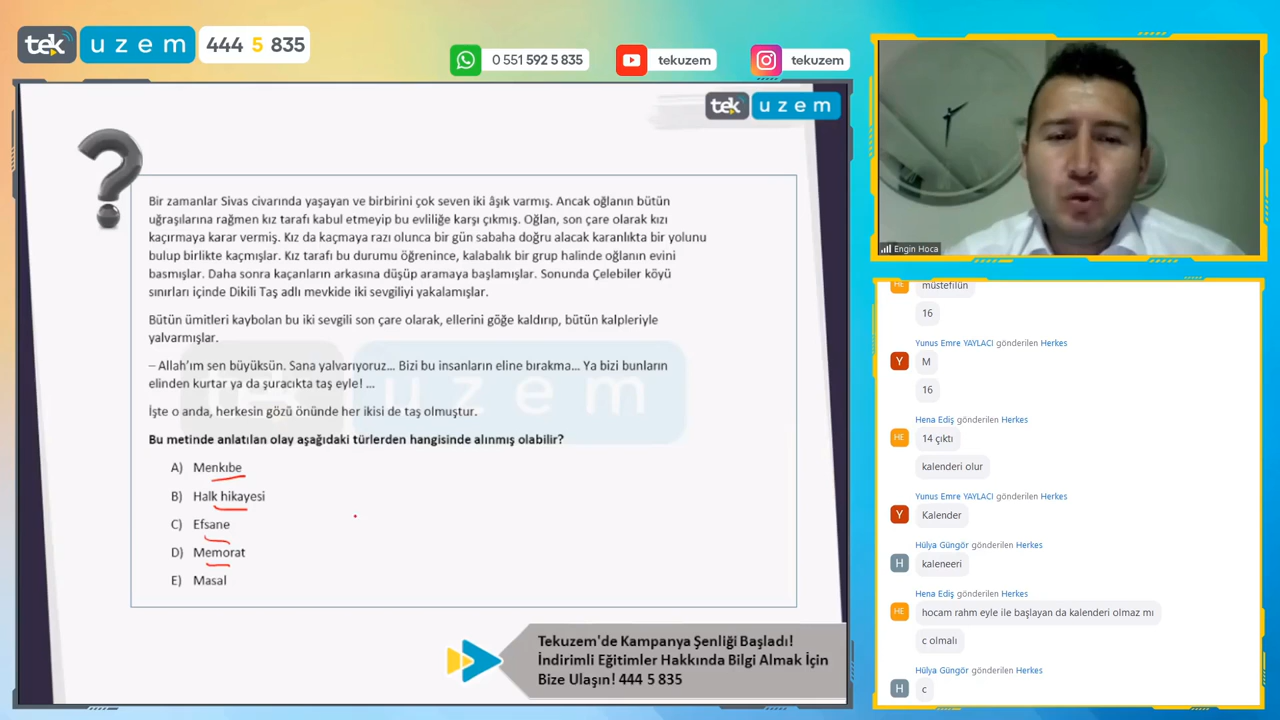 tek uzem 444 5 835
0 551 592 5 835
tekuzem
tekuzem
tek uzem
Bir zamanlar Sivas civarında yaşayan ve birbirini çok seven iki âşık varmış. Ancak oğlanın bütün
uğraşılarına rağmen kız tarafı kabul etmeyip bu evliliğe karşı çıkmış. Oğlan, son çare olarak kızı
kaçırmaya karar vermiş. Kız da kaçmaya razı olunca bir gün sabaha doğru alacak karanlıkta bir yolunu
bulup birlikte kaçmışlar. Kız tarafı bu durumu öğrenince, kalabalık bir grup halinde oğlanın evini
basmışlar. Daha sonra kaçanların arkasına düşüp aramaya başlamışlar. Sonunda Çelebiler köyü
sınırları içinde Dikili Taş adlı mevkide iki sevgiliyi yakalamışlar.
Bütün ümitleri kaybolan bu iki sevgili son çare olarak, ellerini göğe kaldırıp, bütün kalpleriyle
yalvarmışlar.
– Allah'ım sen büyüksün. Sana yalvarıyoruz... Bizi bu insanların eline bırakma... Ya bizi bunların
elinden kurtar ya da şuracıkta taş eyle! ...
İşte o anda, herkesin gözü önünde her ikisi de taş olmuştur.
Bu metinde anlatılan olay aşağıdaki türlerden hangisinde alınmış olabilir?
A) Menkıbe
B) Halk hikayesi
C) Efsane
D) Memorat
E) Masal
uzem
Tekuzem'de Kampanya Şenliği Başladı!
İndirimli Eğitimler Hakkında Bilgi Almak İçin
Bize Ulaşın! 444 5 835
Engin Hoca
HE
müstefilün
16
Yunus Emre YAYLACI gönderilen Herkes
Y
M
16
Hena Ediş gönderilen Herkes
HE
14 çıktı
kalenderi olur
Yunus Emre YAYLACI gönderilen Herkes
Y
Kalender
Hülya Güngör gönderilen Herkes
H
kaleneeri
Hena Ediş gönderilen Herkes
HE
hocam rahm eyle ile başlayan da kalenderi olmaz mı
c olmalı
Hülya Güngör gönderilen Herkes
H
c